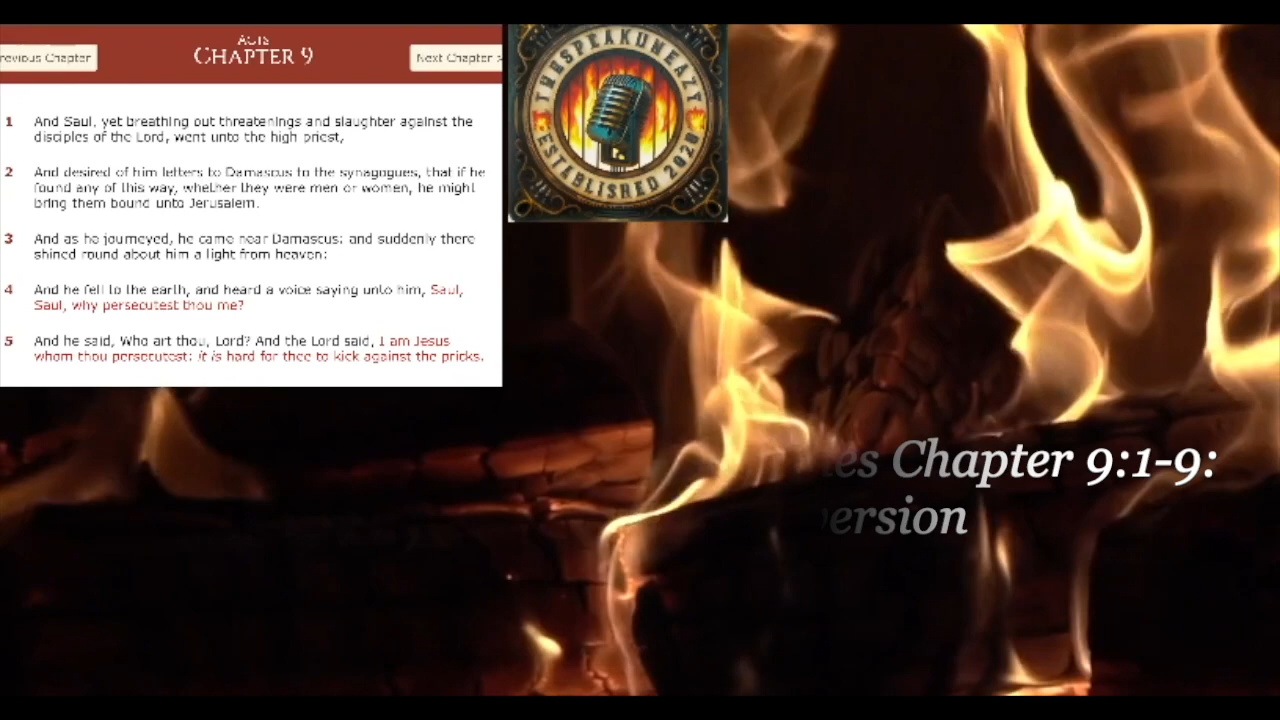 ACTS
CHAPTER 9
revious Chapter
Next Chapter >
1 And Saul, yet breathing out threatenings and slaughter against the
disciples of the Lord, went unto the high priest,
2 And desired of him letters to Damascus to the synagogues, that if he
found any of this way, whether they were men or women, he might
bring them bound unto Jerusalem.
3 And as he journeyed, he came near Damascus: and suddenly there
shined round about him a light from heaven:
4 And he fell to the earth, and heard a voice saying unto him, Saul,
Saul, why persecutest thou me?
5 And he said, Who art thou, Lord? And the Lord said, I am Jesus
whom thou persecutest: it is hard for thee to kick against the pricks.
THESPEAKUNEAZY
ESTABLISHED 2020
es Chapter 9:1-9:
ersion